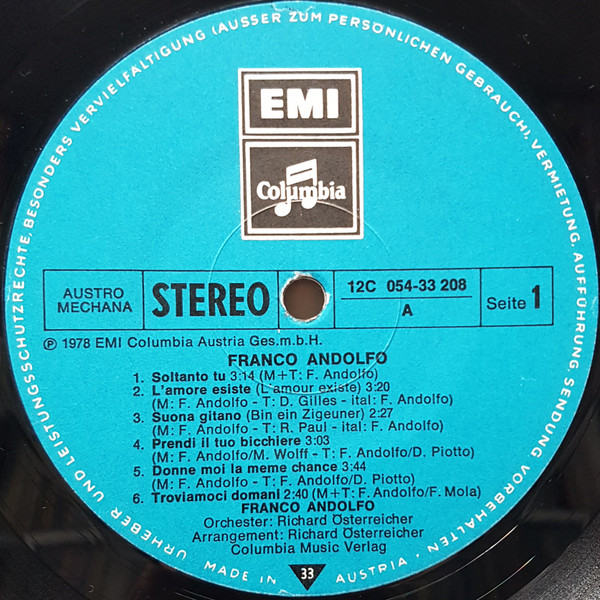 URHEBER UND LEISTUNGSSCHUTZRECHTE, BESONDERS VERVIELFÄLTIGUNG (AUSSER ZUM PERSÖNLICHEN GEBRAUCH), VERMIETUNG, AUFFÜHRUNG, SENDUNG, VORBEHALTEN ·
EMI
Columbia
AUSTRO
MECHANA
STEREO
12C 054-33 208
A
Seite 1
℗ 1978 EMI Columbia Austria Ges.m.b.H.
FRANCO ANDOLFO
1. Soltanto tu 3:14 (M+T: F. Andolfo)
2. L'amore esiste (L'amour existe) 3:20
(M: F. Andolfo - T: D. Gilles - ital: F. Andolfo)
3. Suona gitano (Bin ein Zigeuner) 2:27
(M: F. Andolfo - T: R. Paul - ital: F. Andolfo)
4. Prendi il tuo bicchiere 3:03
(M: F. Andolfo/M. Wolff - T: F. Andolfo/D. Piotto)
5. Donne moi la meme chance 3:44
(M: F. Andolfo - T: F. Andolfo/D. Piotto)
6. Troviamoci domani 2:40 (M+T: F. Andolfo/F. Mola)
FRANCO ANDOLFO
Orchester: Richard Österreicher
Arrangement: Richard Österreicher
Columbia Music Verlag
MADE IN 33 AUSTRIA